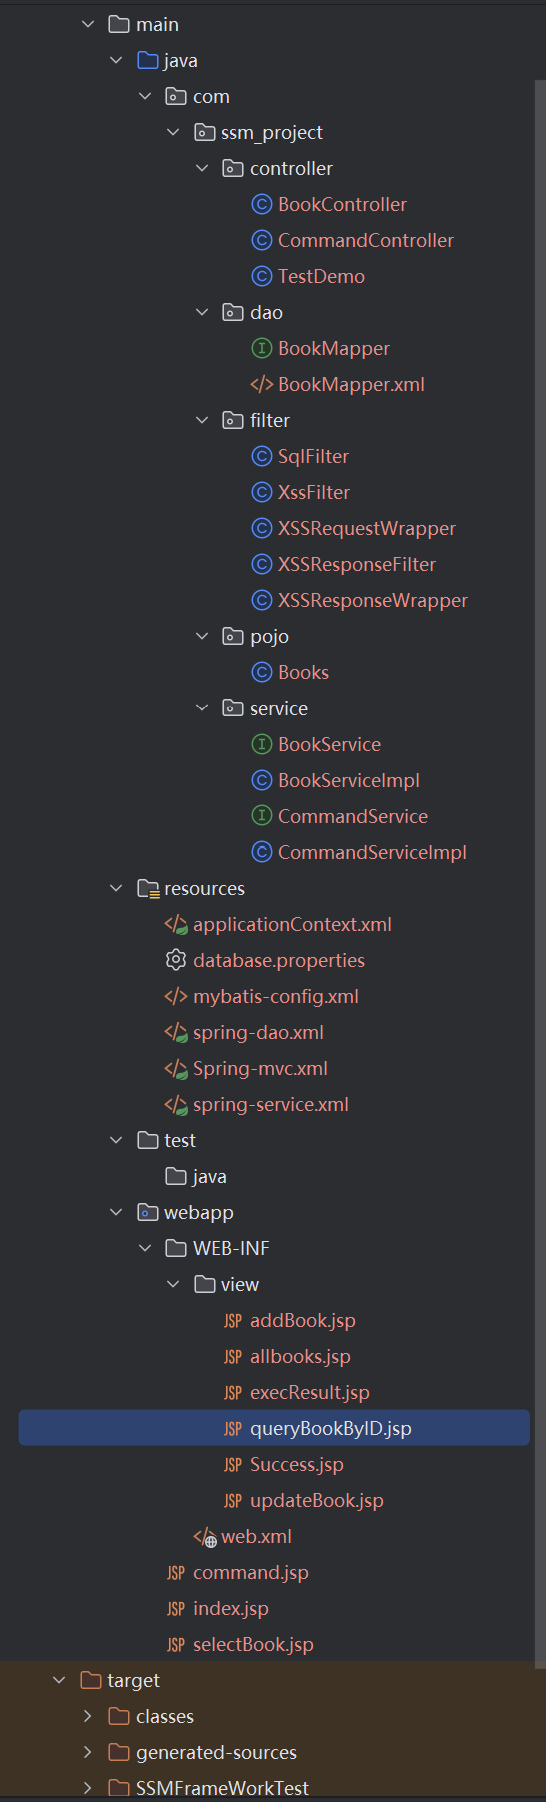 main
java
com
ssm_project
controller
BookController
CommandController
TestDemo
dao
BookMapper
BookMapper.xml
filter
SqlFilter
XssFilter
XSSRequestWrapper
XSSResponseFilter
XSSResponseWrapper
pojo
Books
service
BookService
BookServiceImpl
CommandService
CommandServiceImpl
resources
applicationContext.xml
database.properties
mybatis-config.xml
spring-dao.xml
Spring-mvc.xml
spring-service.xml
test
java
webapp
WEB-INF
view
JSP addBook.jsp
JSP allbooks.jsp
JSP execResult.jsp
JSP queryBookByID.jsp
JSP Success.jsp
JSP updateBook.jsp
web.xml
JSP command.jsp
JSP index.jsp
JSP selectBook.jsp
target
classes
generated-sources
SSMFrameWorkTest